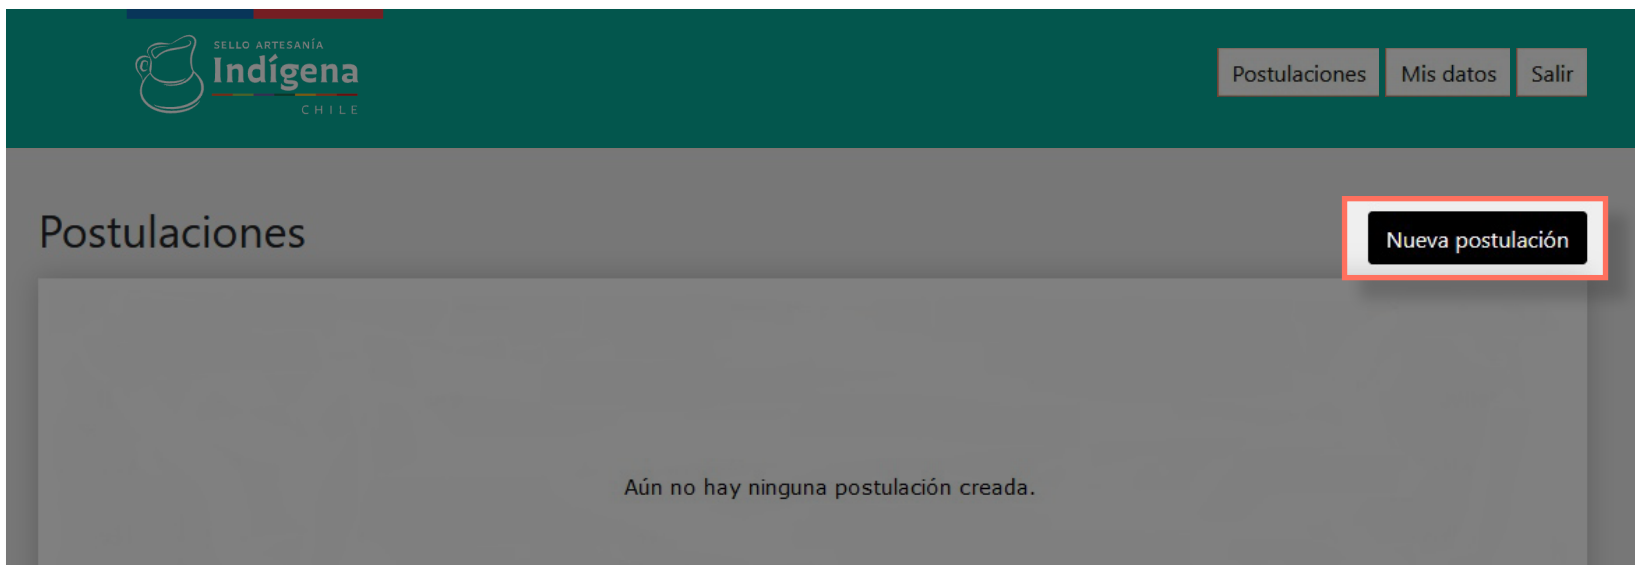 SELLO ARTESANÍA
Indígena
CHILE
Postulaciones
Mis datos
Salir
Postulaciones
Nueva postulación
Aún no hay ninguna postulación creada.